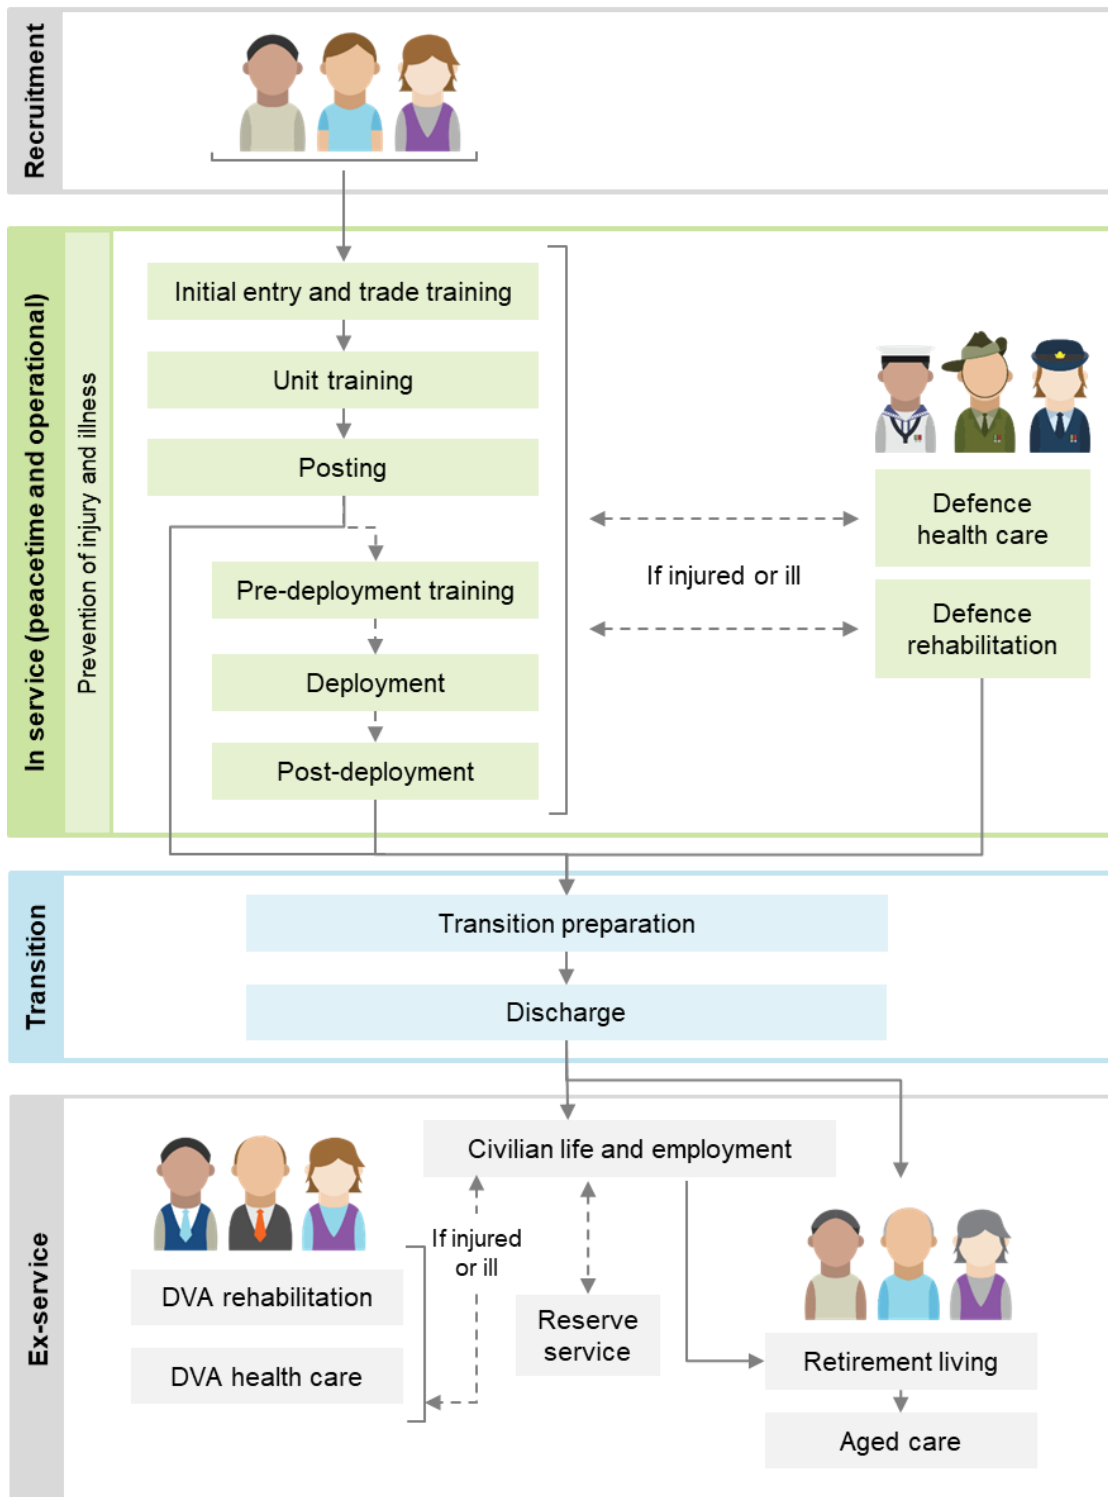 Recruitment
In service (peacetime and operational)
Prevention of injury and illness
Initial entry and trade training
Unit training
Posting
Pre-deployment training
Deployment
Post-deployment
If injured or ill
Defence
health care
Defence
rehabilitation
Transition
Transition preparation
Discharge
Ex-service
Civilian life and employment
If injured
or ill
DVA rehabilitation
DVA health care
Reserve
service
Retirement living
Aged care